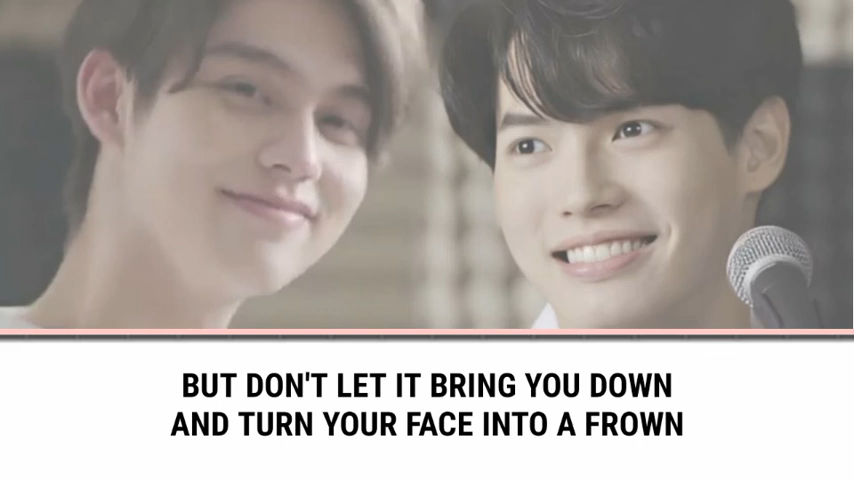 BUT DON'T LET IT BRING YOU DOWN
AND TURN YOUR FACE INTO A FROWN